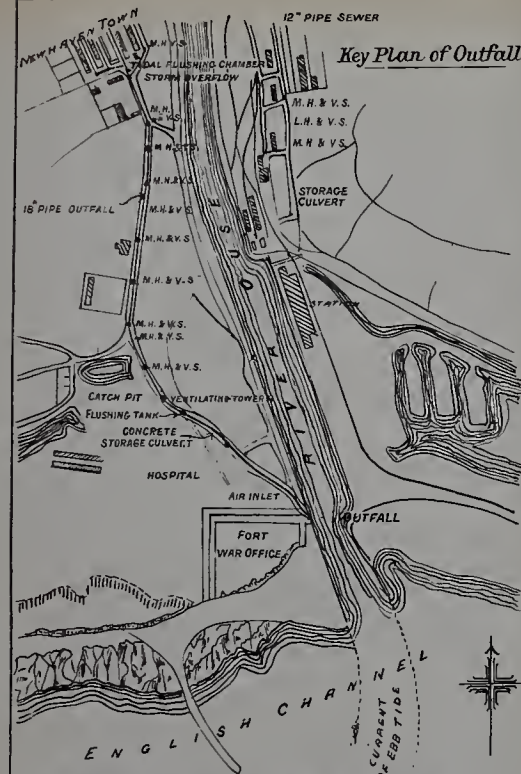 12" PIPE SEWER
Key Plan of Outfall
NEWHAVEN TOWN
M.H.V.S.
TADAL FLUSHING CHAMBER
STORM OVERFLOW
M.H. & V.S.
L.H. & V.S.
M.H & V.S.
M.H.
& V.S.
M.H.& V.S.
M.H.& V.S.
18" PIPE OUTFALL
M.H.& V.S
STORAGE
CULVERT
M.H. & V.S
M.H. & V.S
STATION
RIVER OUSE
M.H. & V.S.
M.H. & V.S.
M.H. & V.S.
CATCH PIT
VENTILATING TOWER
FLUSHING TANK
CONCRETE
STORAGE CULVERT
HOSPITAL
AIR INLET
OUTFALL
FORT
WAR OFFICE
ENGLISH CHANNEL
CURRENT
EBB TIDE